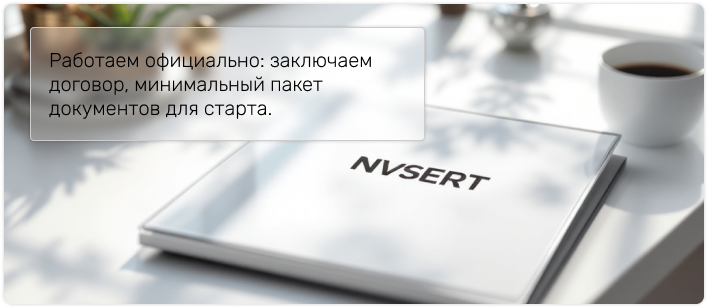 Работаем официально: заключаем
договор, минимальный пакет
документов для старта.
NVSERT